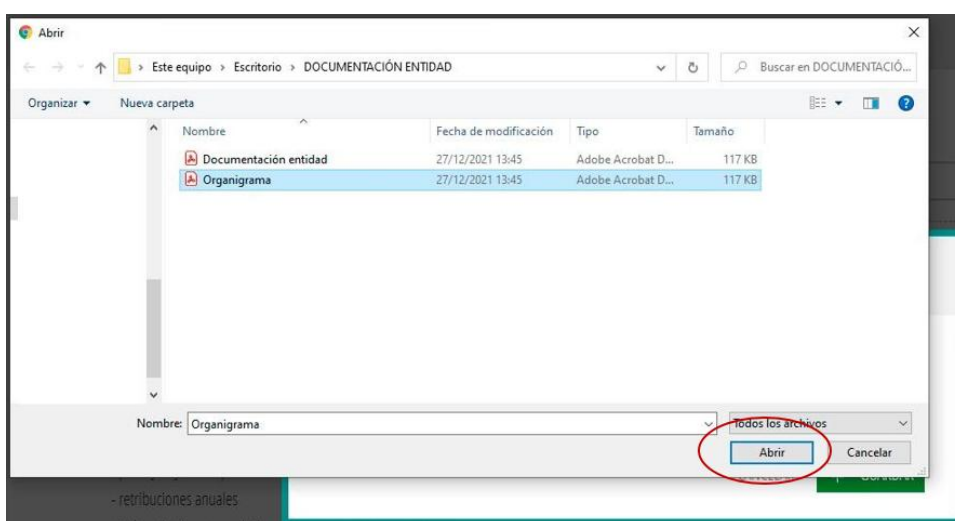 Abrir
Este equipo > Escritorio > DOCUMENTACIÓN ENTIDAD
Buscar en DOCUMENTACIÓ...
Organizar
Nueva carpeta
Nombre Fecha de modificación Tipo Tamaño
Documentación entidad 27/12/2021 13:45 Adobe Acrobat D... 117 KB
Organigrama 27/12/2021 13:45 Adobe Acrobat D... 117 KB
Nombre: Organigrama
Todos los archivos
Abrir Cancelar
- retribuciones anuales